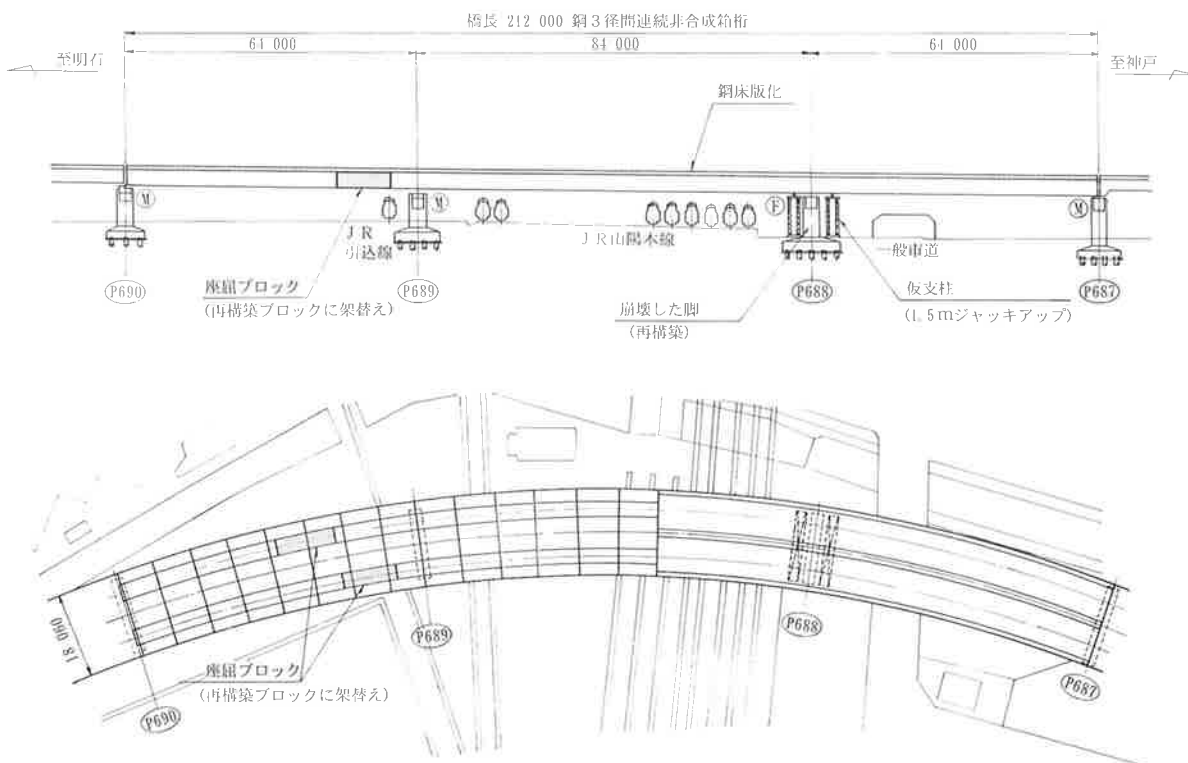 橋長 212 000 鋼3径間連続非合成箱桁
64 000
84 000
64 000
至明石
至神戸
鋼床版化
M
M
F
M
JR
引込線
JR山陽本線
一般市道
P690
座屈ブロック
(再構築ブロックに架替え)
P689
崩壊した脚
(再構築)
P688
仮支柱
(1.5mジャッキアップ)
P687
18 090
P689
P688
座屈ブロック
(再構築ブロックに架替え)
P690
P687